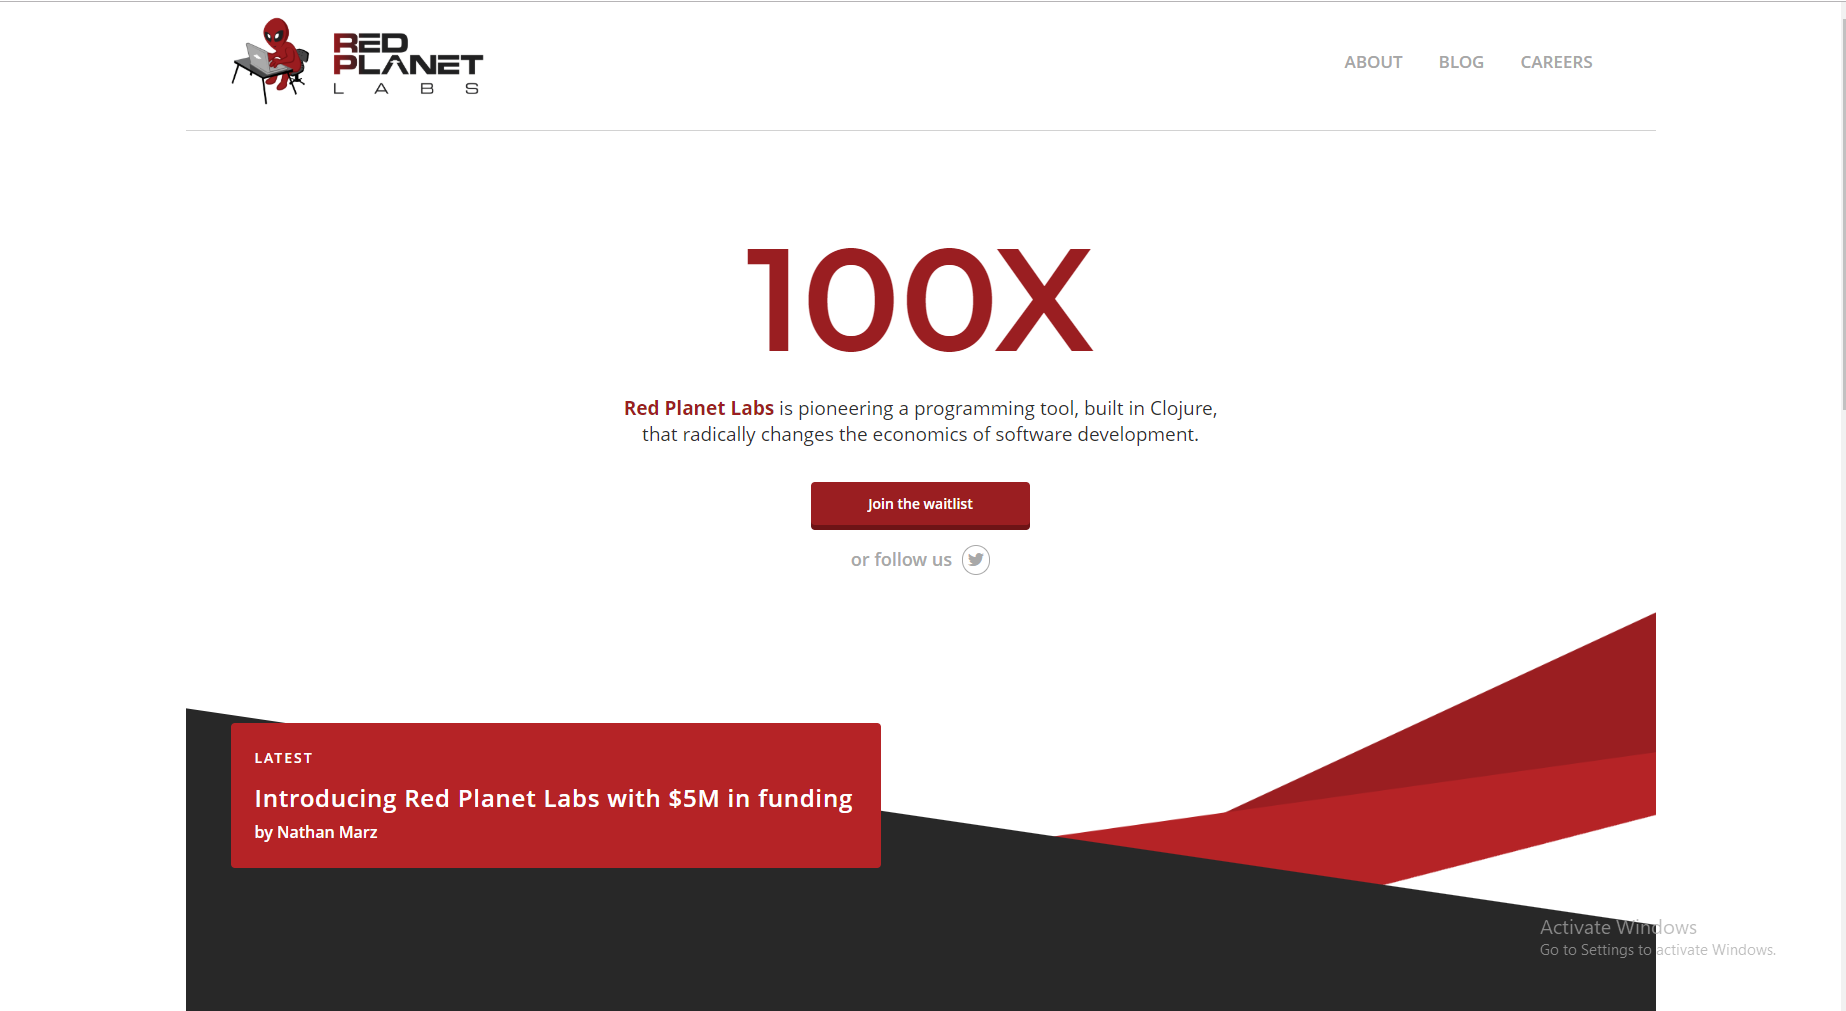 RED
PLANET
LABS
ABOUT BLOG CAREERS
100X
Red Planet Labs is pioneering a programming tool, built in Clojure,
that radically changes the economics of software development.
Join the waitlist
or follow us
LATEST
Introducing Red Planet Labs with $5M in funding
by Nathan Marz
Activate Windows
Go to Settings to activate Windows.